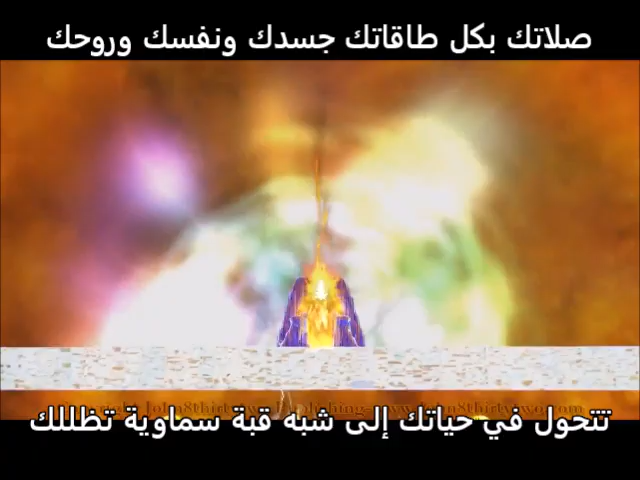 صلاتك بكل طاقاتك جسدك ونفسك وروحك
تتحول في حياتك إلى شبه قبة سماوية تظللك